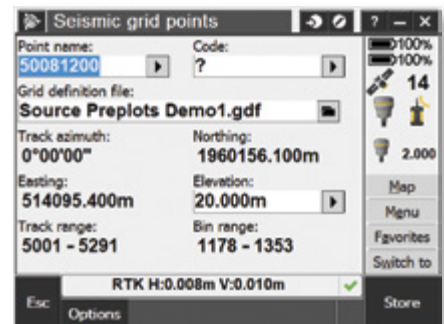 Seismic grid points ? – ×
Point name: Code: 100%
50081200 ? 100%
Grid definition file: 14
Source Preplots Demo1.gdf
Track azimuth: Northing:
0°00'00" 1960156.100m 2.000
Easting: Elevation: Map
514095.400m 20.000m Menu
Track range: Bin range: Favorites
5001 - 5291 1178 - 1353 Switch to
RTK H:0.008m V:0.010m
Esc Options Store